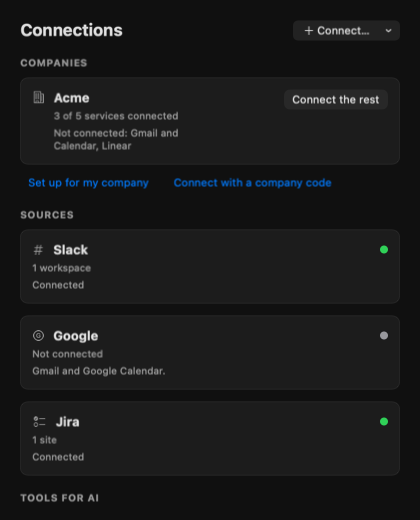 Connections
+ Connect...
COMPANIES
Acme
Connect the rest
3 of 5 services connected
Not connected: Gmail and
Calendar, Linear
Set up for my company
Connect with a company code
SOURCES
# Slack
1 workspace
Connected
Google
Not connected
Gmail and Google Calendar.
Jira
1 site
Connected
TOOLS FOR AI